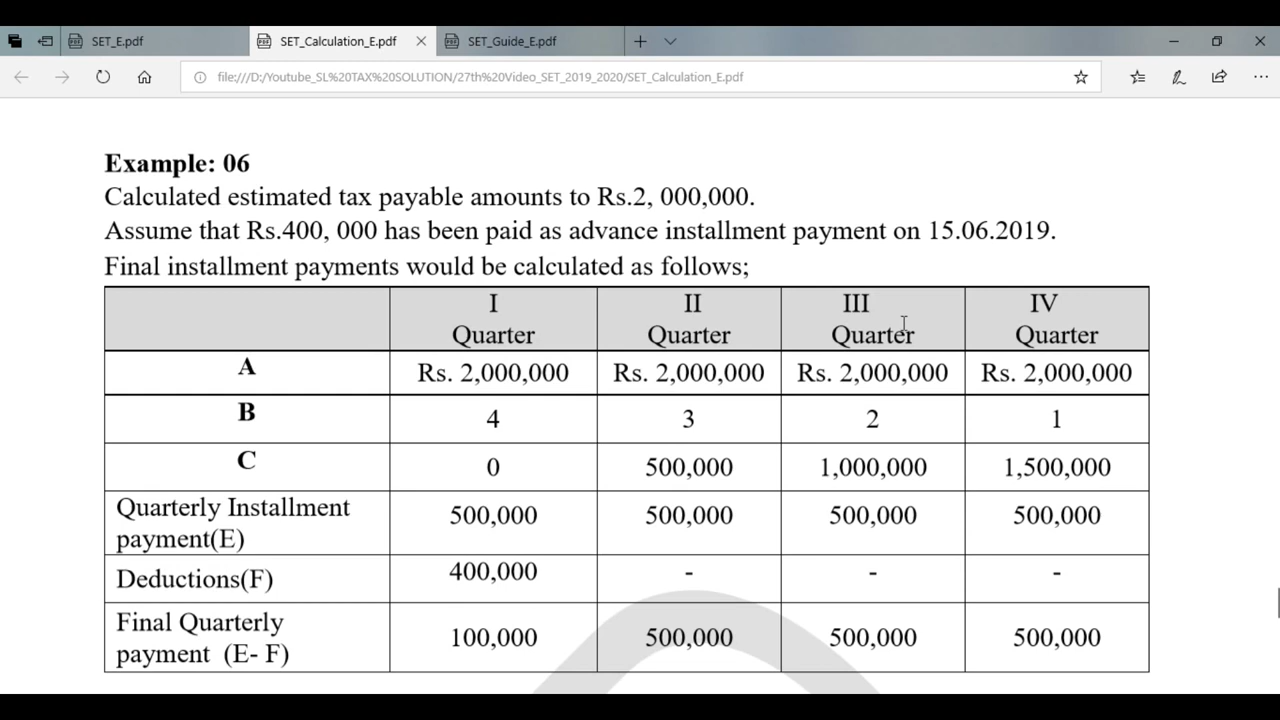 SET_E.pdf
SET_Calculation_E.pdf
SET_Guide_E.pdf
file:///D:/Youtube_SL%20TAX%20SOLUTION/27th%20Video_SET_2019_2020/SET_Calculation_E.pdf
Example: 06
Calculated estimated tax payable amounts to Rs.2, 000,000.
Assume that Rs.400, 000 has been paid as advance installment payment on 15.06.2019.
Final installment payments would be calculated as follows;
I II III IV
Quarter Quarter Quarter Quarter
A Rs. 2,000,000 Rs. 2,000,000 Rs. 2,000,000 Rs. 2,000,000
B 4 3 2 1
C 0 500,000 1,000,000 1,500,000
Quarterly Installment
payment(E) 500,000 500,000 500,000 500,000
Deductions(F) 400,000 - - -
Final Quarterly
payment (E- F) 100,000 500,000 500,000 500,000